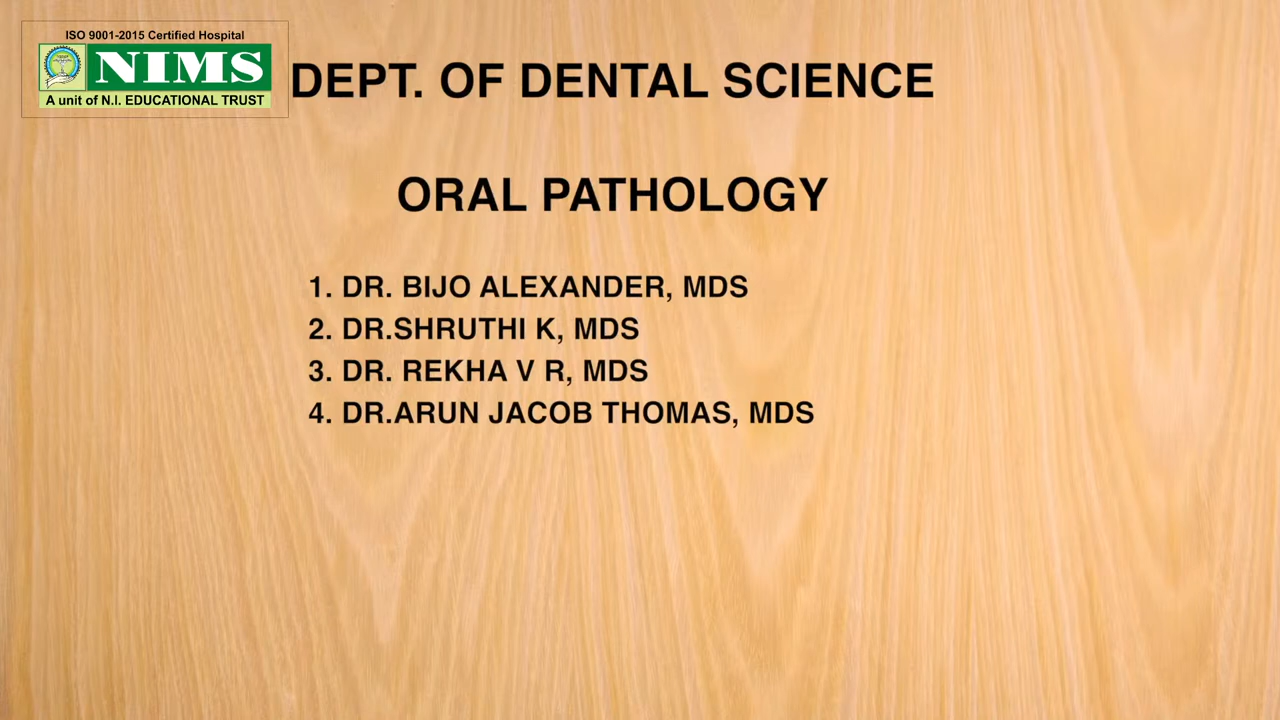 ISO 9001-2015 Certified Hospital
NIMS
A unit of N.I. EDUCATIONAL TRUST
DEPT. OF DENTAL SCIENCE
ORAL PATHOLOGY
1. DR. BIJO ALEXANDER, MDS
2. DR.SHRUTHI K, MDS
3. DR. REKHA V R, MDS
4. DR.ARUN JACOB THOMAS, MDS